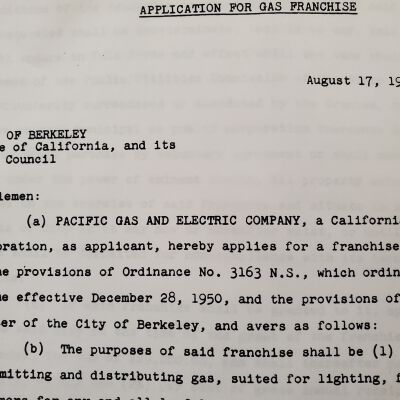 APPLICATION FOR GAS FRANCHISE
August 17, 19
OF BERKELEY
e of California, and its
Council
lemen:
(a) PACIFIC GAS AND ELECTRIC COMPANY, a California
oration, as applicant, hereby applies for a franchise
he provisions of Ordinance No. 3163 N.S., which ordin
me effective December 28, 1950, and the provisions of
ter of the City of Berkeley, and avers as follows:
(b) The purposes of said franchise shall be (1)
mitting and distributing gas, suited for lighting, f